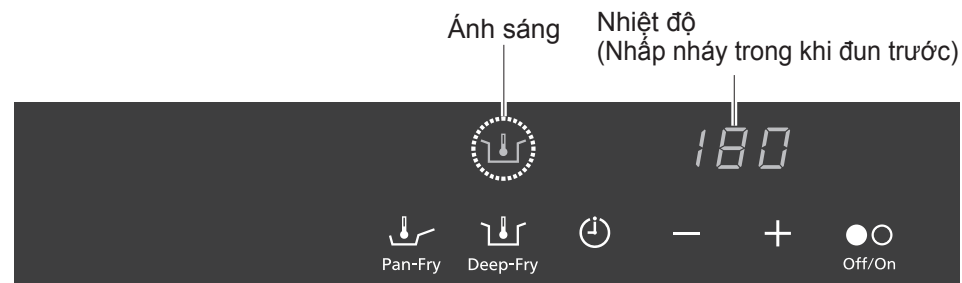 Ánh sáng
Nhiệt độ
(Nhấp nháy trong khi đun trước)
180
Pan-Fry Deep-Fry − + Off/On